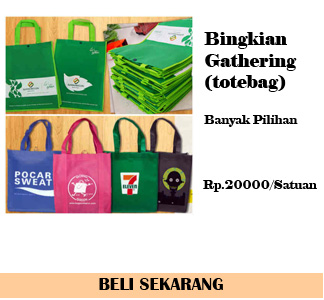 Bingkian
Gathering
(totebag)
Banyak Pilihan
Rp.20000/Satuan
POCARI
SWEAT
7
ELEVEN
BELI SEKARANG